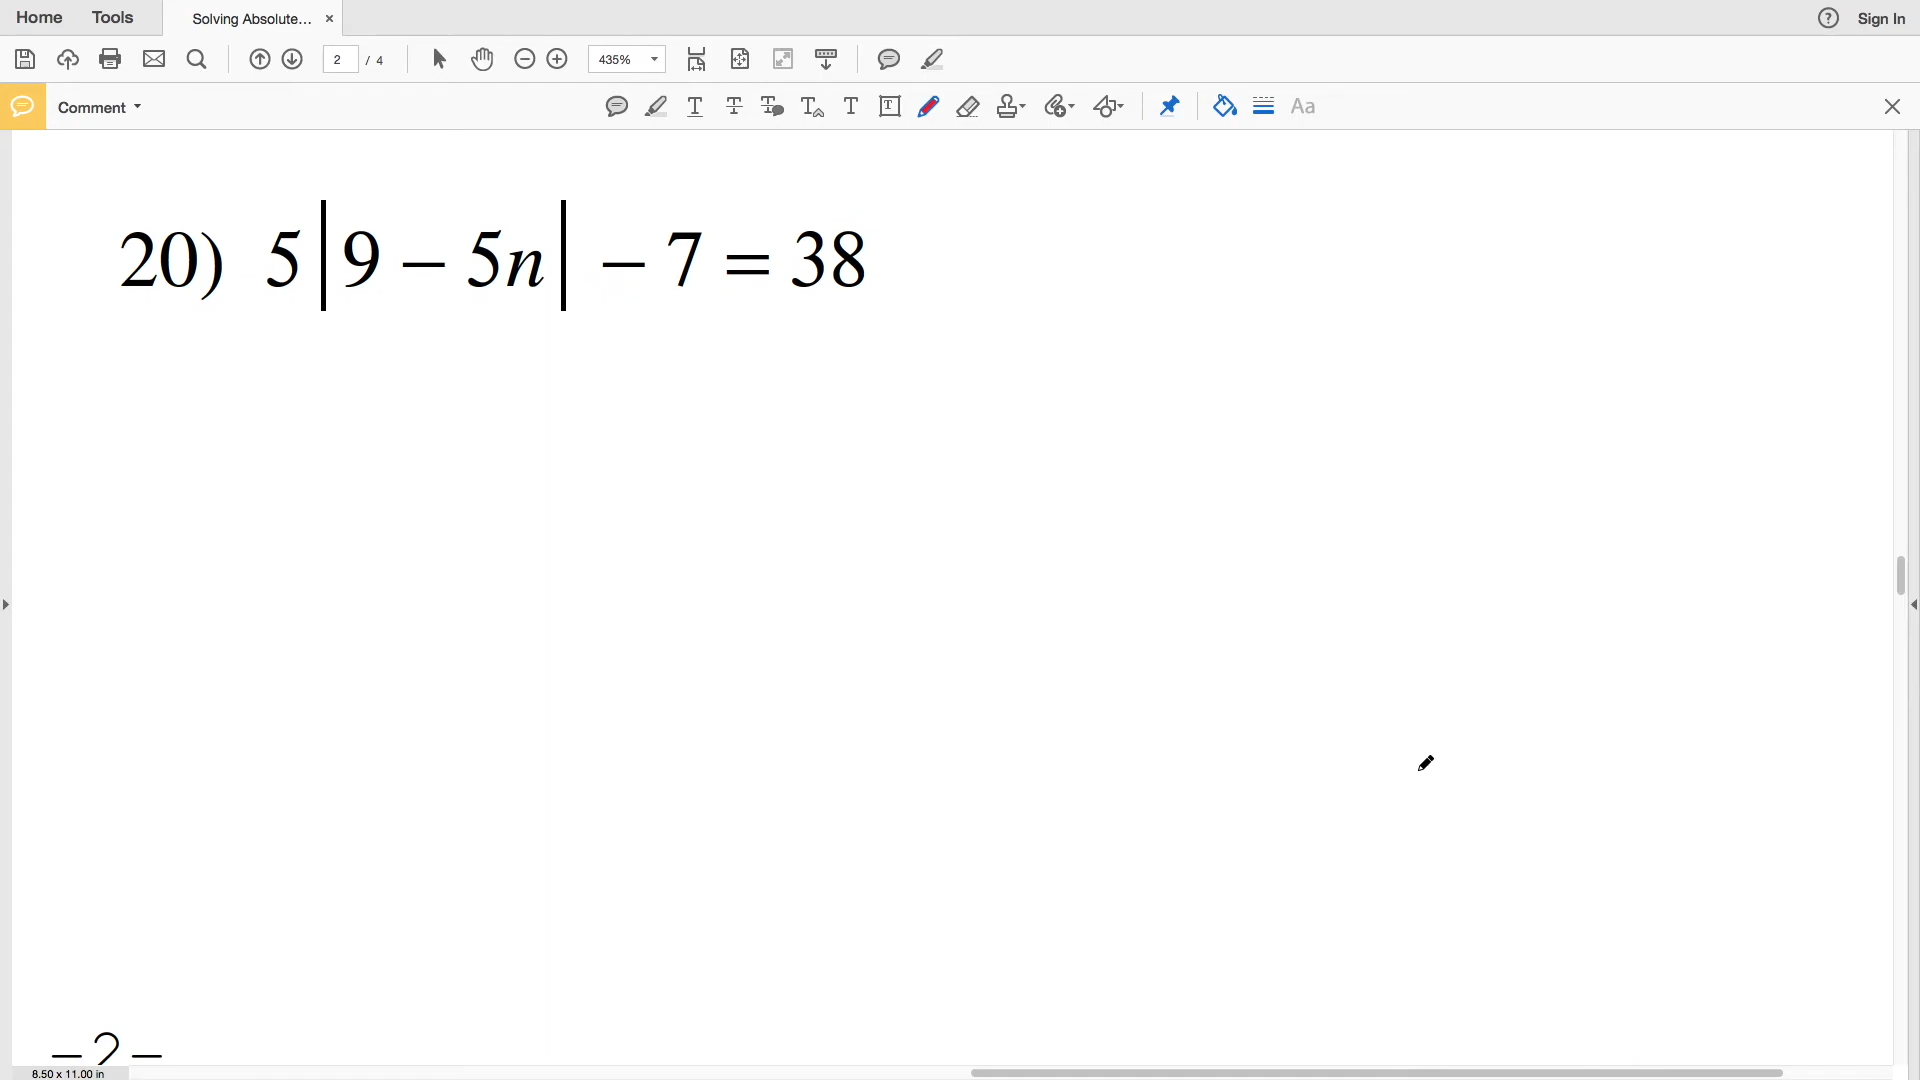 Home Tools Solving Absolute... × ? Sign In
2 / 4 435%
Comment T T T T T T Aa
20) 5|9 − 5n| − 7 = 38
-2-
8.50 x 11.00 in